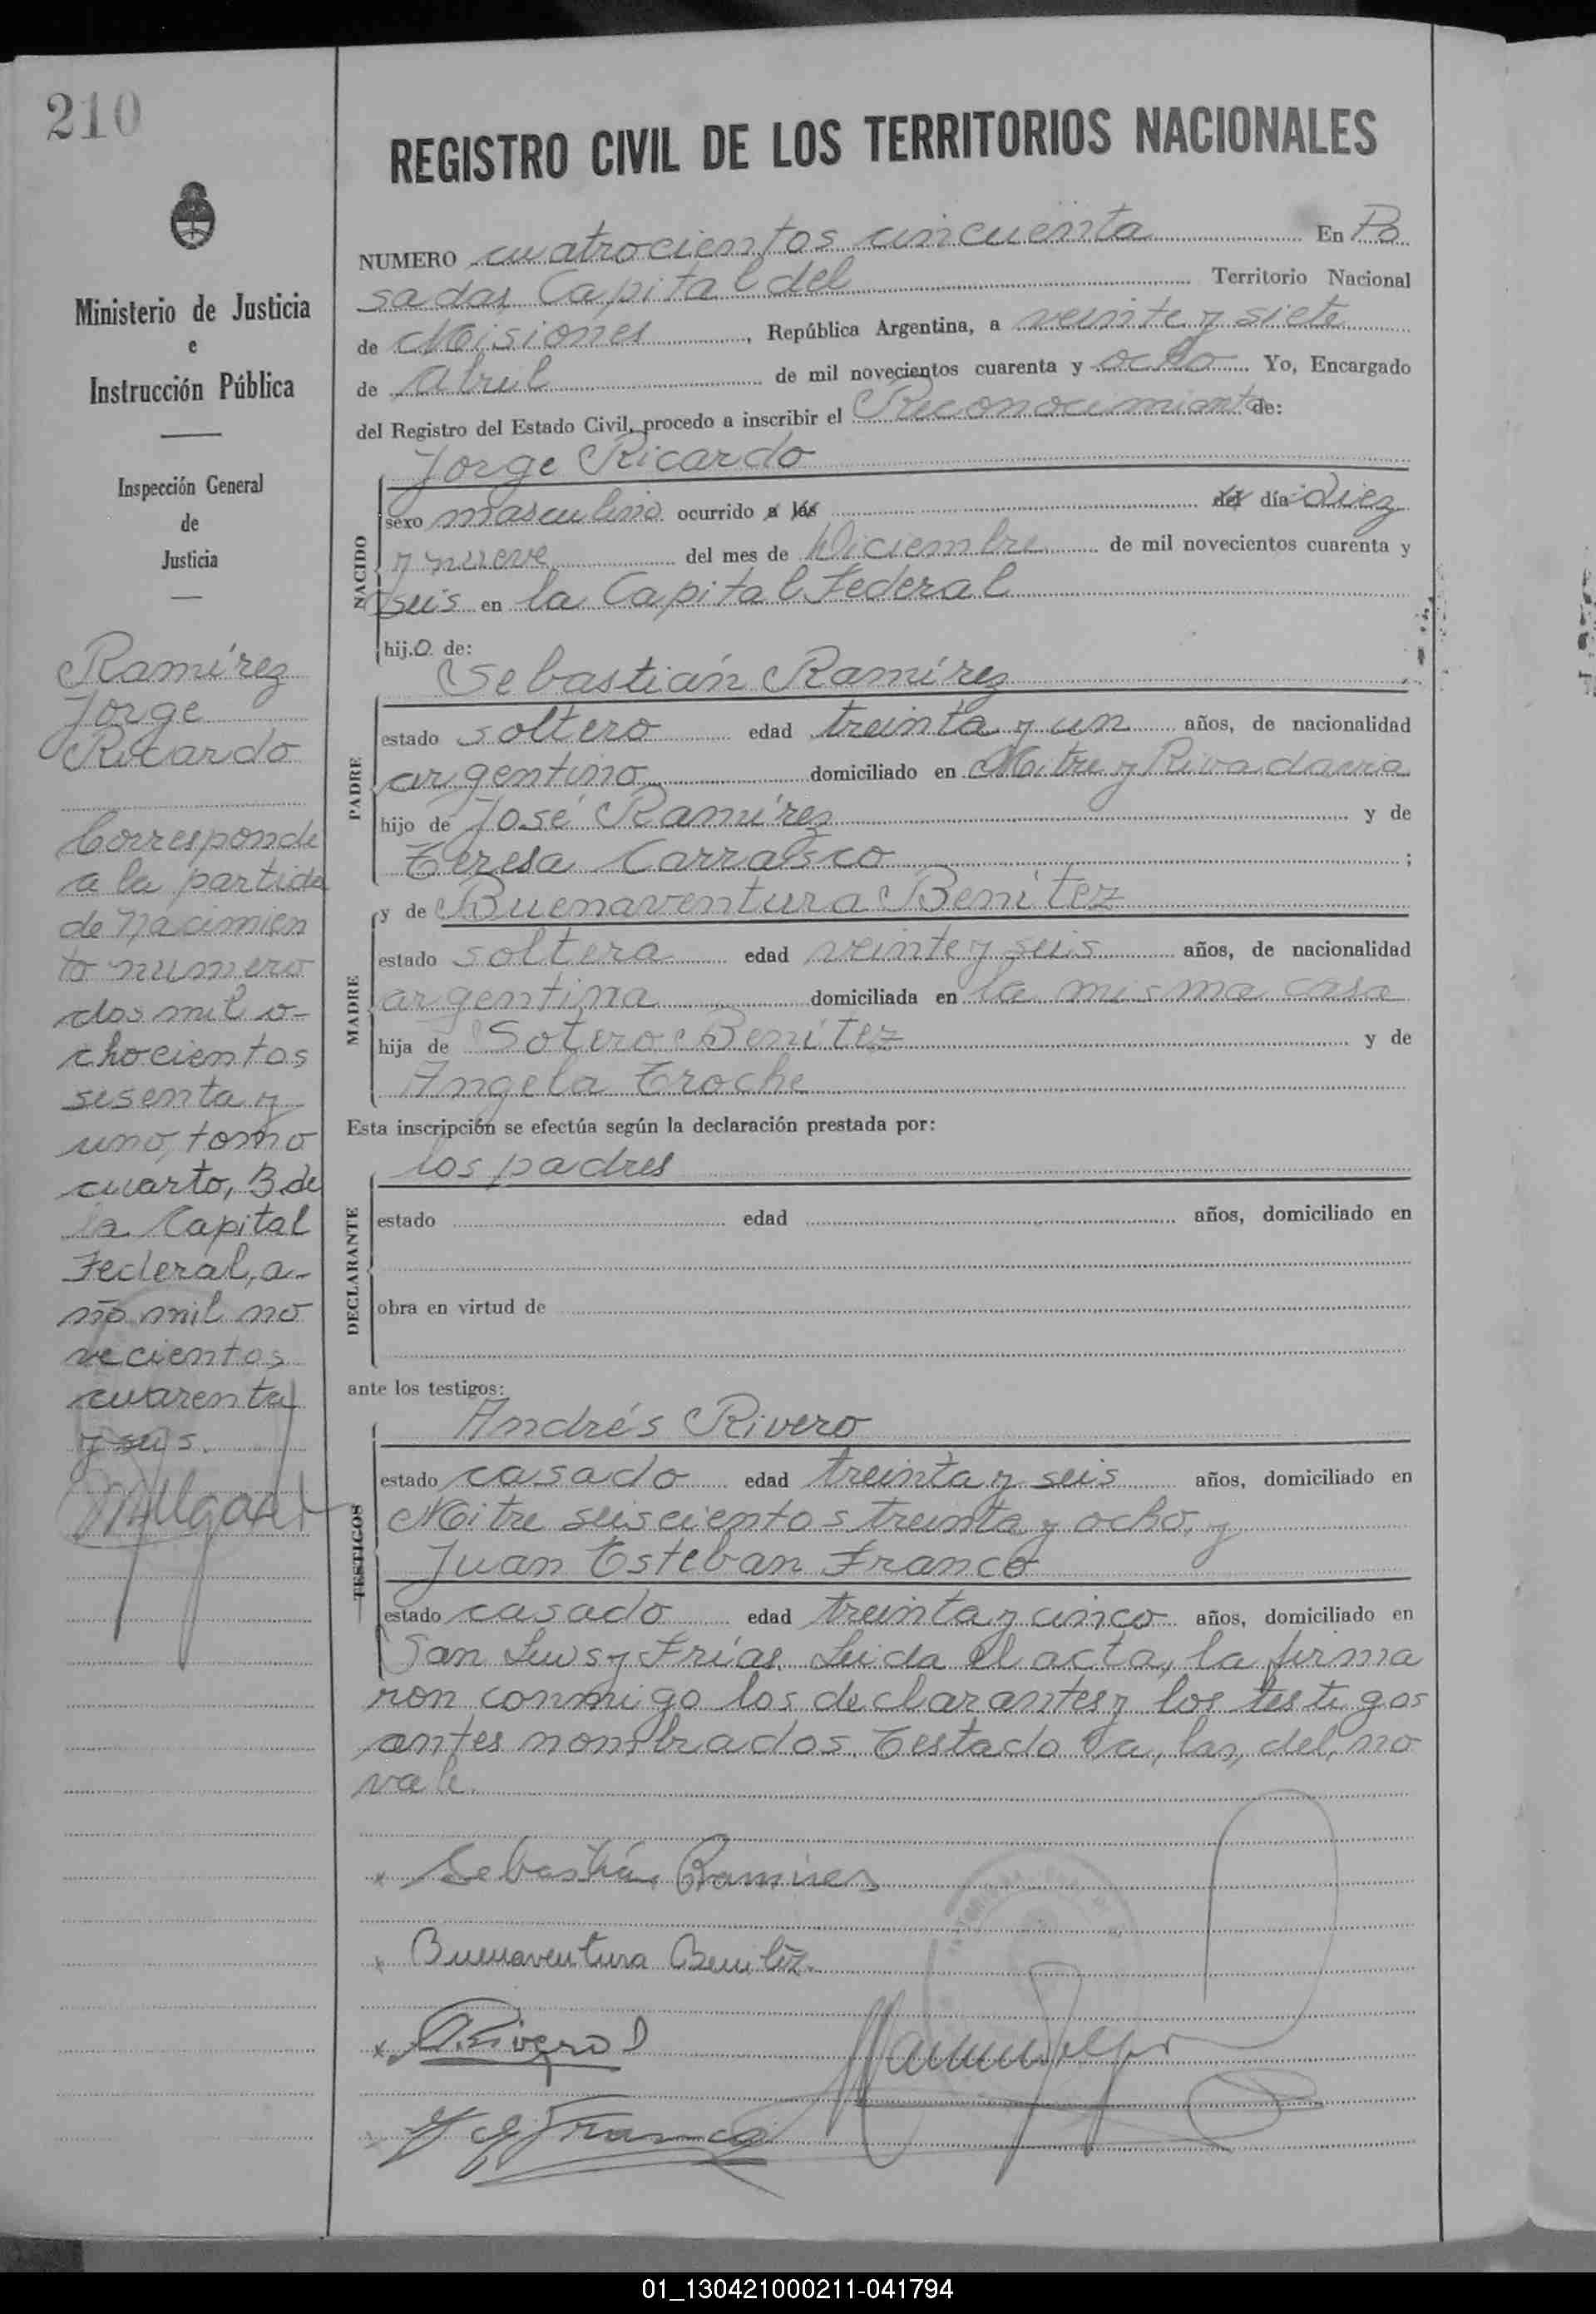 210
Ministerio de Justicia
e
Instrucción Pública
Inspección General
de
Justicia
Ramírez
Jorge
Ricardo
Corresponde
a la partida
de Nacimien
to numero
dos mil o-
chocientos
sesenta y
uno, tomo
cuarto, B de
la Capital
Federal, a-
ño mil no
vecientos
cuarenta
y seis.
REGISTRO CIVIL DE LOS TERRITORIOS NACIONALES
NUMERO cuatrocientos cincuenta En Po
sadas, Capital del Territorio Nacional
de Misiones, República Argentina, a veinte y siete
de Abril de mil novecientos cuarenta y ocho Yo, Encargado
del Registro del Estado Civil, procedo a inscribir el Reconocimiento de:
Jorge Ricardo
NACIDO
sexo masculino ocurrido a las del día diez
y nueve del mes de Diciembre de mil novecientos cuarenta y
seis en la Capital Federal
hijo de:
Sebastián Ramírez
PADRE
estado soltero edad treinta y un años, de nacionalidad
argentino domiciliado en Mitre y Rivadavia
hijo de José Ramírez y de
Teresa Carrasco ;
y de Buenaventura Benítez
MADRE
estado soltera edad veinte y seis años, de nacionalidad
argentina domiciliada en la misma casa
hija de Sotero Benítez y de
Angela Troche
Esta inscripción se efectúa según la declaración prestada por:
los padres
DECLARANTE
estado edad años, domiciliado en
obra en virtud de
ante los testigos:
Andrés Rivero
TESTIGOS
estado casado edad treinta y seis años, domiciliado en
Mitre seiscientos treinta y ocho, y
Juan Esteban Franco
estado casado edad treinta y cinco años, domiciliado en
San Luis y Frías. Leída el acta, la firma
ron conmigo los declarantes y los testigos
antes nombrados. Testado: a, las, del, no
vale.
x Sebastián Ramires
x Buenaventura Benitez.
x A. Rivero
J E Franco
01_130421000211-041794